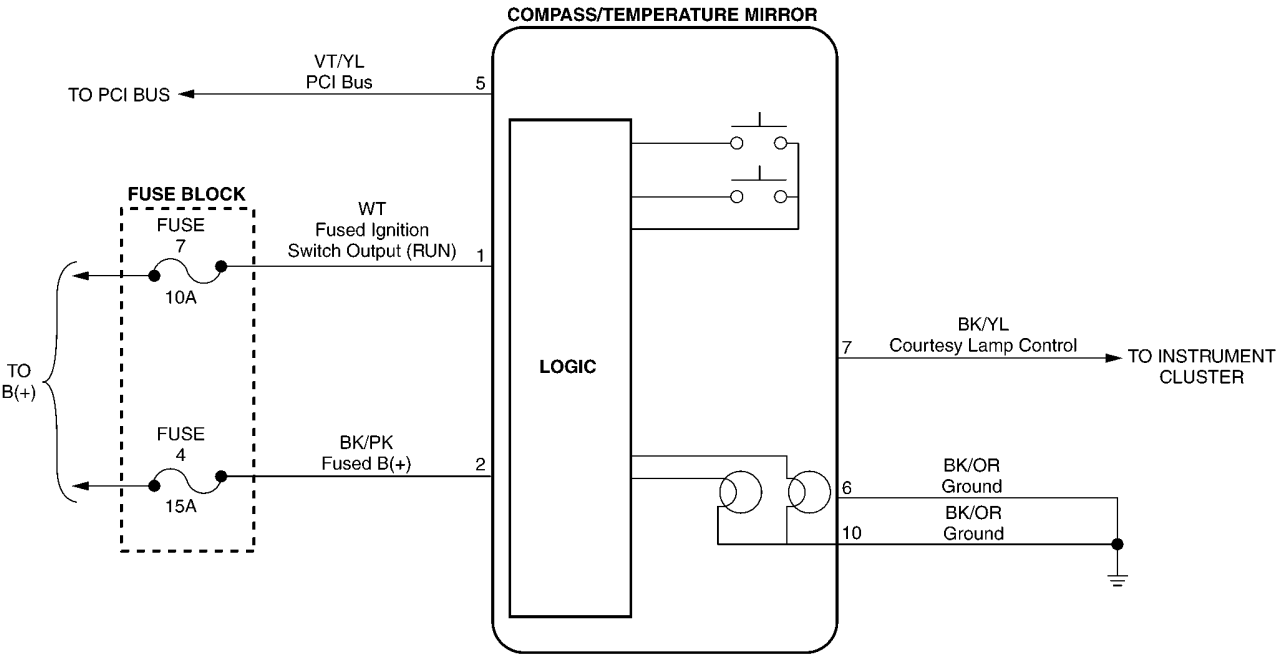 COMPASS/TEMPERATURE MIRROR
VT/YL
PCI Bus
5
TO PCI BUS
FUSE BLOCK
FUSE
7
10A
WT
Fused Ignition
Switch Output (RUN)
1
TO
B(+)
LOGIC
BK/YL
Courtesy Lamp Control
7
TO INSTRUMENT
CLUSTER
FUSE
4
15A
BK/PK
Fused B(+)
2
BK/OR
Ground
6
BK/OR
Ground
10